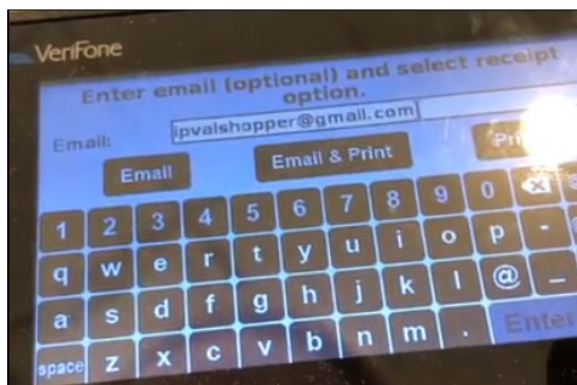 VeriFone
Enter email (optional) and select receipt
option.
Email: ipvalshopper@gmail.com
Email Email & Print
1 2 3 4 5 6 7 8 9 0
q w e r t y u i o p -
a s d f g h j k l @ _
space z x c v b n m . Enter